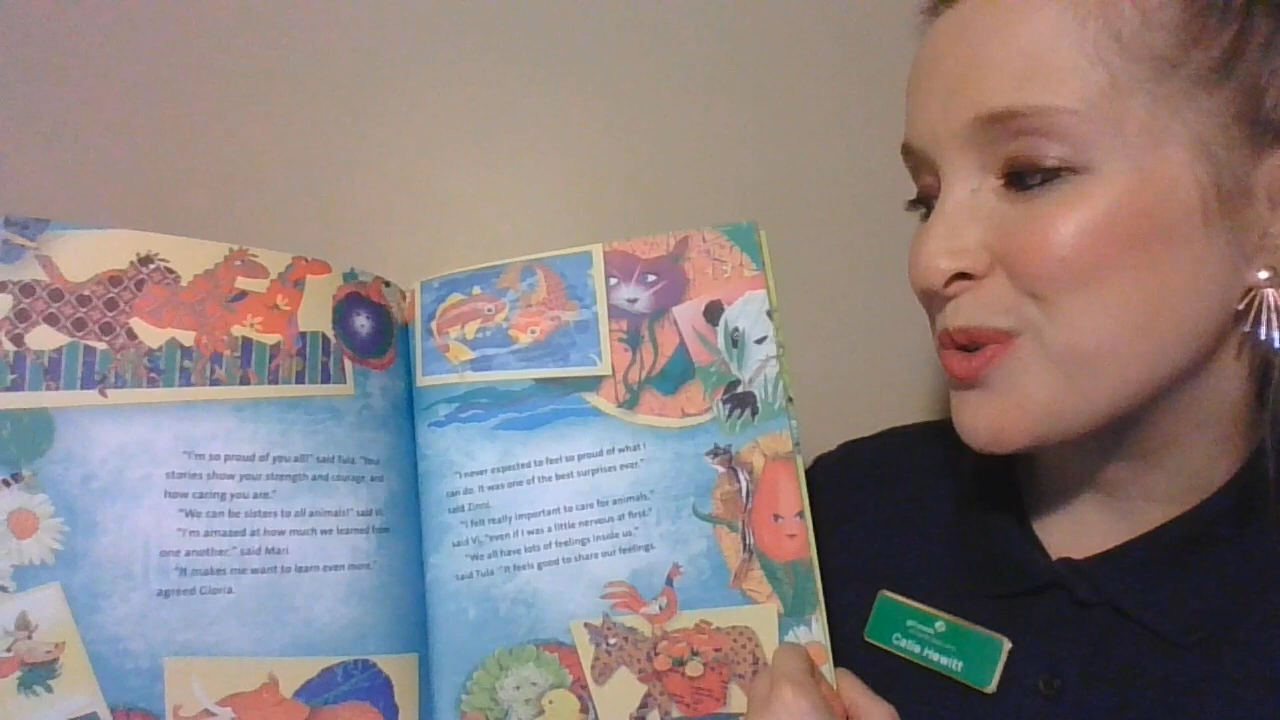 "I'm so proud of you all!" said Tula. "Your
stories show your strength and courage, and
how caring you are."
"We can be sisters to all animals!" said Vi.
"I'm amazed at how much we learned from
one another," said Mari.
"It makes me want to learn even more,"
agreed Gloria.
"I never expected to feel so proud of what I
can do. It was one of the best surprises ever."
said Zinni.
"I felt really important to care for animals,"
said Vi, "even if I was a little nervous at first."
"We all have lots of feelings inside us,"
said Tula. "It feels good to share our feelings.
girl scouts
Catie Hewitt